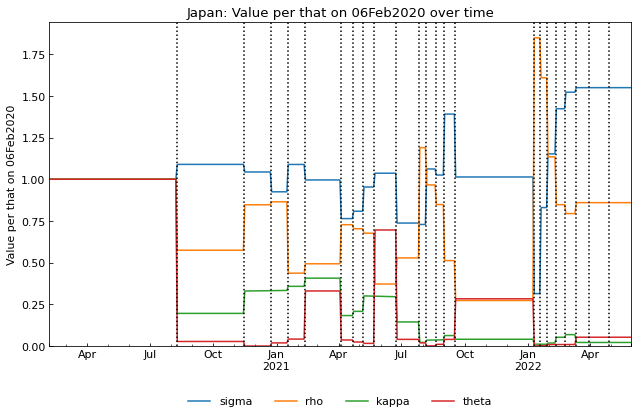 Japan: Value per that on 06Feb2020 over time
Value per that on 06Feb2020
1.75
1.50
1.25
1.00
0.75
0.50
0.25
0.00
Apr Jul Oct Jan Apr Jul Oct Jan Apr
2021 2022
sigma rho kappa theta